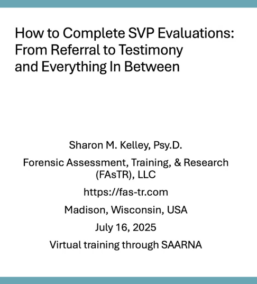 How to Complete SVP Evaluations:
From Referral to Testimony
and Everything In Between
Sharon M. Kelley, Psy.D.
Forensic Assessment, Training, & Research
(FAsTR), LLC
https://fas-tr.com
Madison, Wisconsin, USA
July 16, 2025
Virtual training through SAARNA